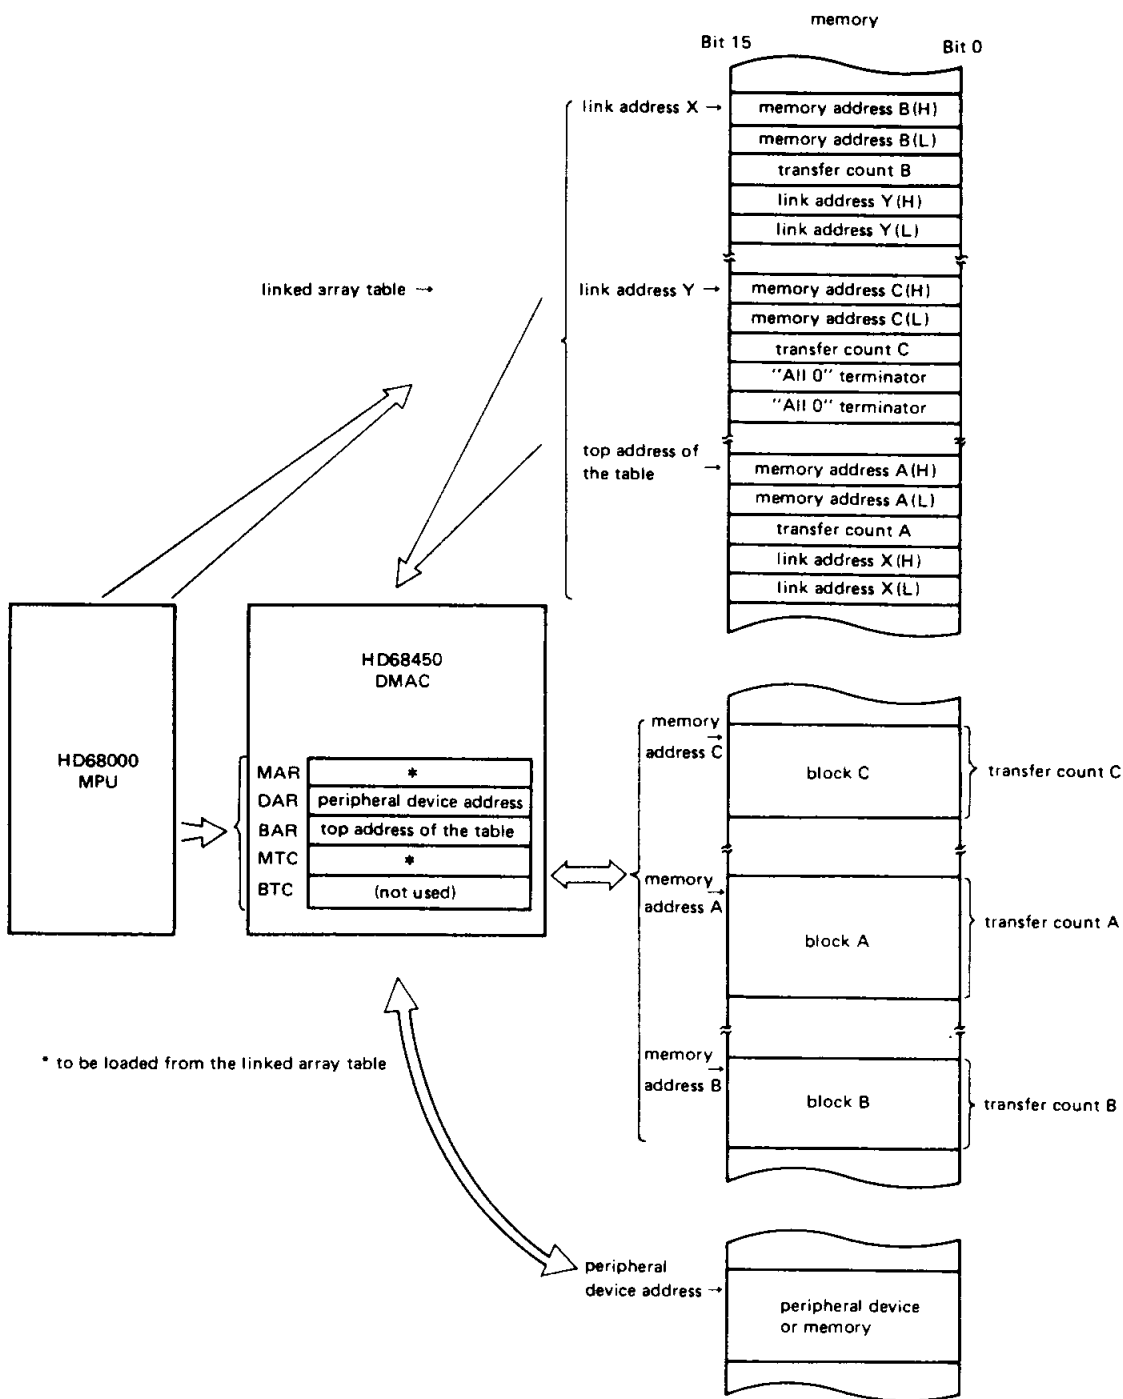 memory
Bit 15
Bit 0
link address X →
memory address B(H)
memory address B(L)
transfer count B
link address Y(H)
link address Y(L)
linked array table →
link address Y →
memory address C(H)
memory address C(L)
transfer count C
"All 0" terminator
"All 0" terminator
top address of
the table →
memory address A(H)
memory address A(L)
transfer count A
link address X(H)
link address X(L)
HD68000
MPU
HD68450
DMAC
MAR
*
DAR
peripheral device address
BAR
top address of the table
MTC
*
BTC
(not used)
memory
address C
block C
transfer count C
memory
address A
block A
transfer count A
memory
address B
block B
transfer count B
* to be loaded from the linked array table
peripheral
device address →
peripheral device
or memory